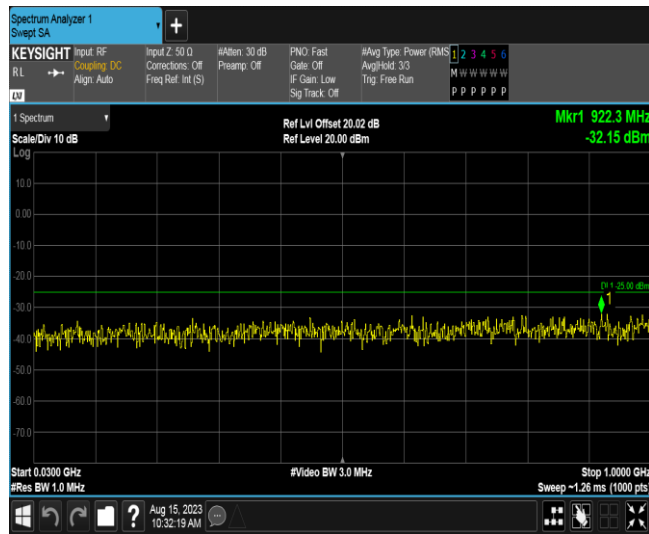 Spectrum Analyzer 1
Swept SA
+
KEYSIGHT
RL
LXI
Input: RF
Coupling: DC
Align: Auto
Input Z: 50 Ω
Corrections: Off
Freq Ref: Int (S)
#Atten: 30 dB
Preamp: Off
PNO: Fast
Gate: Off
IF Gain: Low
Sig Track: Off
#Avg Type: Power (RMS
Avg|Hold: 3/3
Trig: Free Run
1 2 3 4 5 6
M W W W W W
P P P P P P
1 Spectrum
Scale/Div 10 dB
Log
Ref Lvl Offset 20.02 dB
Ref Level 20.00 dBm
Mkr1 922.3 MHz
-32.15 dBm
10.0
0.00
-10.0
-20.0
DL1 -25.00 dBm
1
-30.0
-40.0
-50.0
-60.0
-70.0
Start 0.0300 GHz
#Res BW 1.0 MHz
#Video BW 3.0 MHz
Stop 1.0000 GHz
Sweep ~1.26 ms (1000 pts)
?
Aug 15, 2023
10:32:19 AM